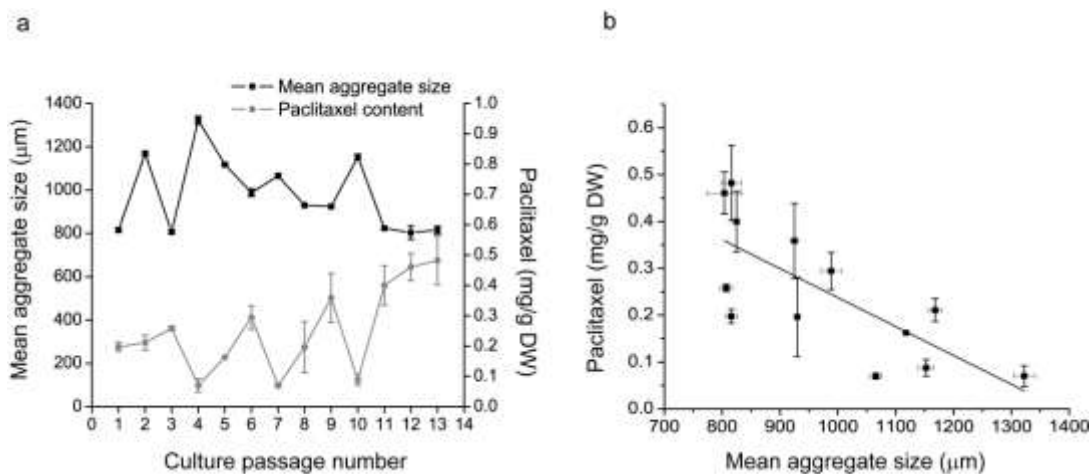 a
Mean aggregate size
Paclitaxel content
Mean aggregate size (μm)
1400
1200
1000
800
600
400
200
0
1.0
0.9
0.8
0.7
0.6
0.5
0.4
0.3
0.2
0.1
0.0
Paclitaxel (mg/g DW)
0 1 2 3 4 5 6 7 8 9 10 11 12 13 14
Culture passage number
b
Paclitaxel (mg/g DW)
0.6
0.5
0.4
0.3
0.2
0.1
0.0
700 800 900 1000 1100 1200 1300 1400
Mean aggregate size (μm)